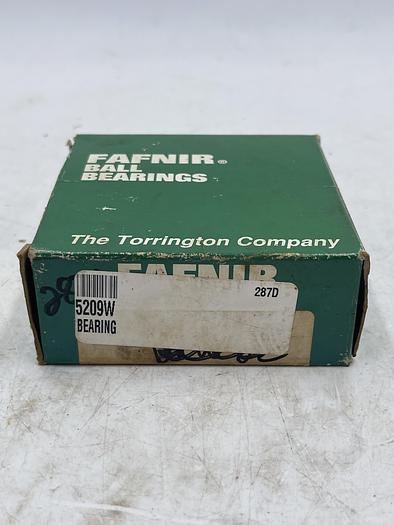 FAFNIR®
BALL
BEARINGS
The Torrington Company
FAFNIR
287D
5209W
BEARING